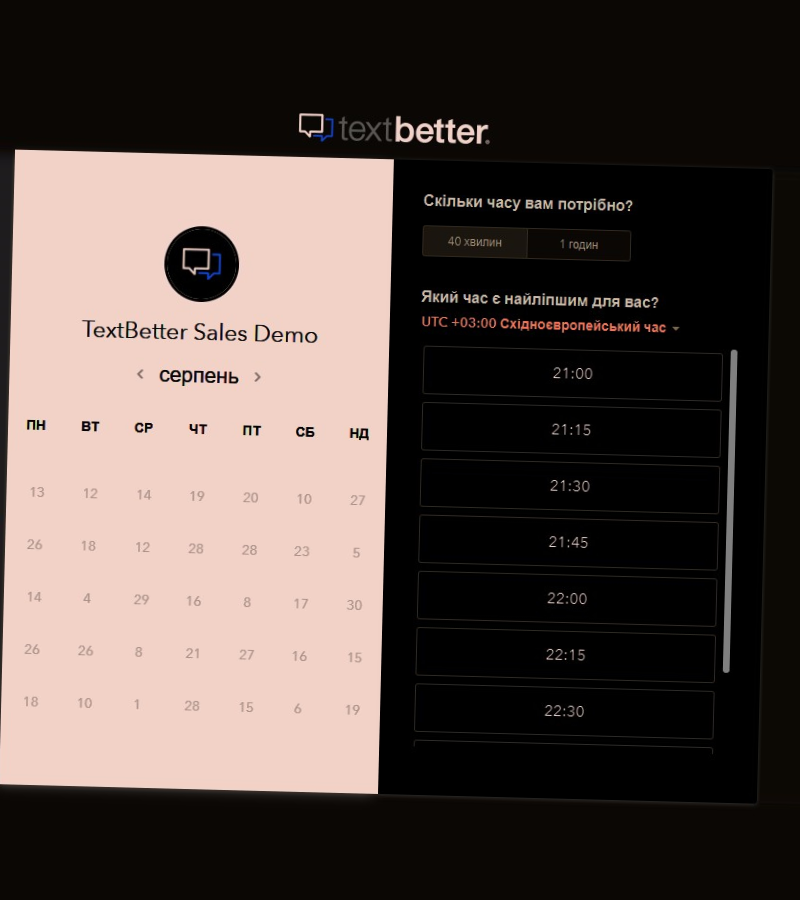 textbetter.
TextBetter Sales Demo
серпень
ПН ВТ СР ЧТ ПТ СБ НД
13 12 14 19 20 10 27
26 18 12 28 28 23 5
14 4 29 16 8 17 30
26 26 8 21 27 16 15
18 10 1 28 15 6 19
Скільки часу вам потрібно?
40 хвилин 1 годин
Який час є найліпшим для вас?
UTC +03:00 Східноєвропейський час
21:00
21:15
21:30
21:45
22:00
22:15
22:30